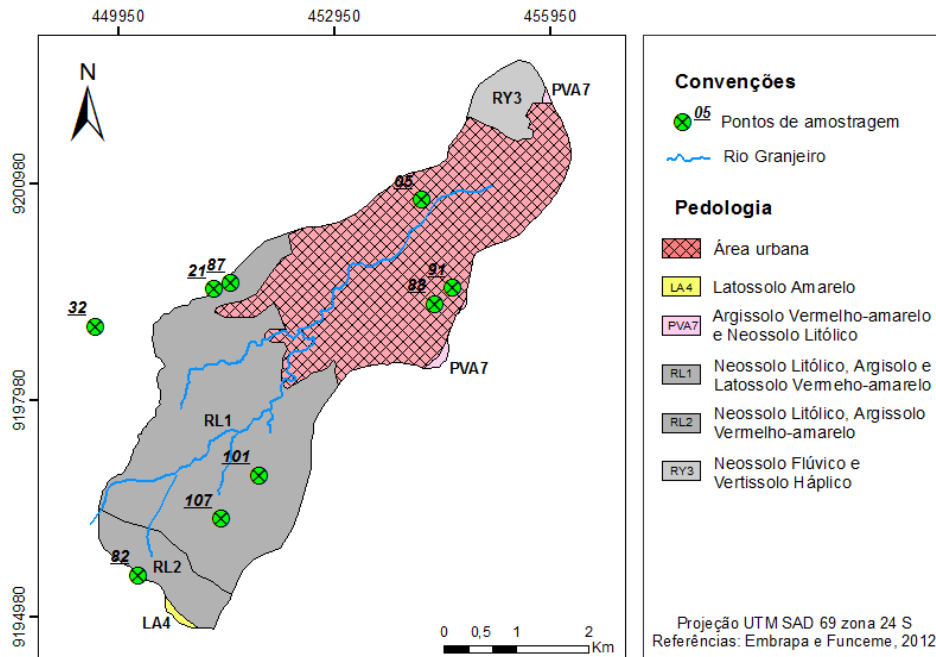 449950
452950
455950
N
9200980
9197980
9194980
RY3
PVA7
05
87
21
91
88
32
PVA7
RL1
101
107
82
RL2
LA4
0 0,5 1 2
Km
Convenções
05 Pontos de amostragem
Rio Granjeiro
Pedologia
Área urbana
LA4 Latossolo Amarelo
PVA7 Argissolo Vermelho-amarelo
e Neossolo Litólico
RL1 Neossolo Litólico, Argisolo e
Latossolo Vermeho-amarelo
RL2 Neossolo Litólico, Argissolo
Vermelho-amarelo
RY3 Neossolo Flúvico e
Vertissolo Háplico
Projeção UTM SAD 69 zona 24 S
Referências: Embrapa e Funceme, 2012